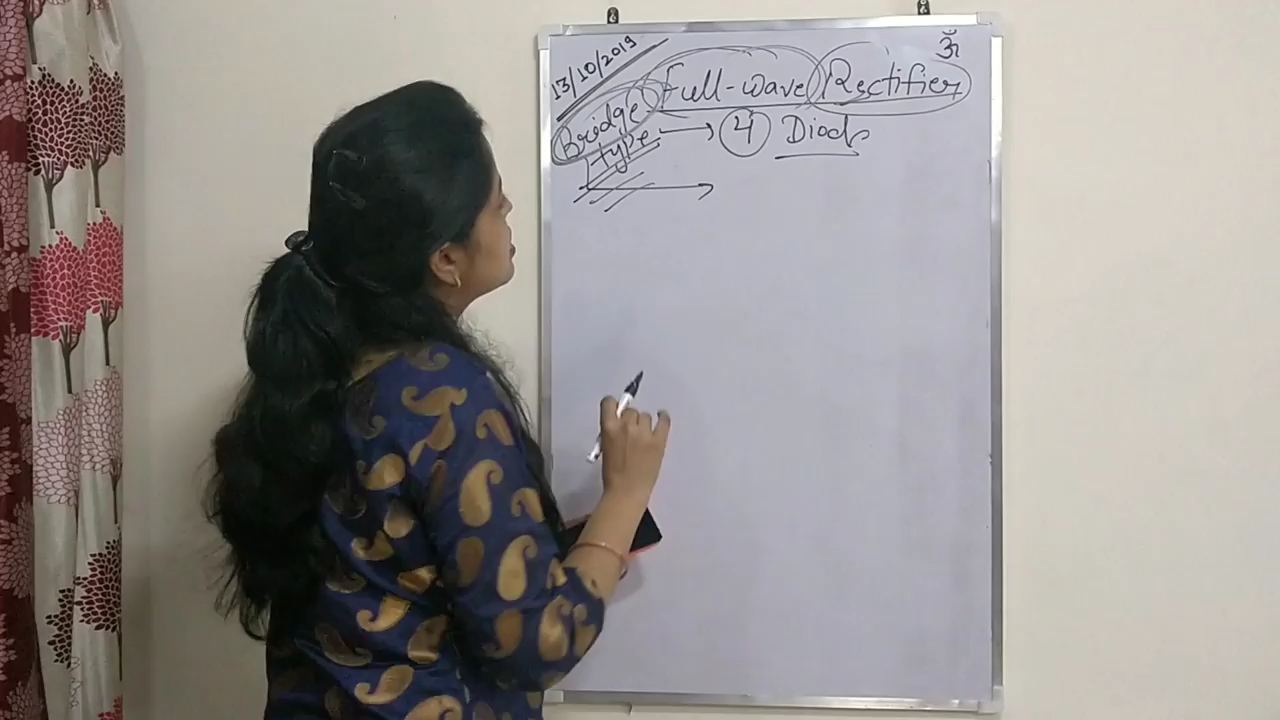 13/10/2019
ॐ
Bridge Full-wave Rectifier
type → 4 Diode